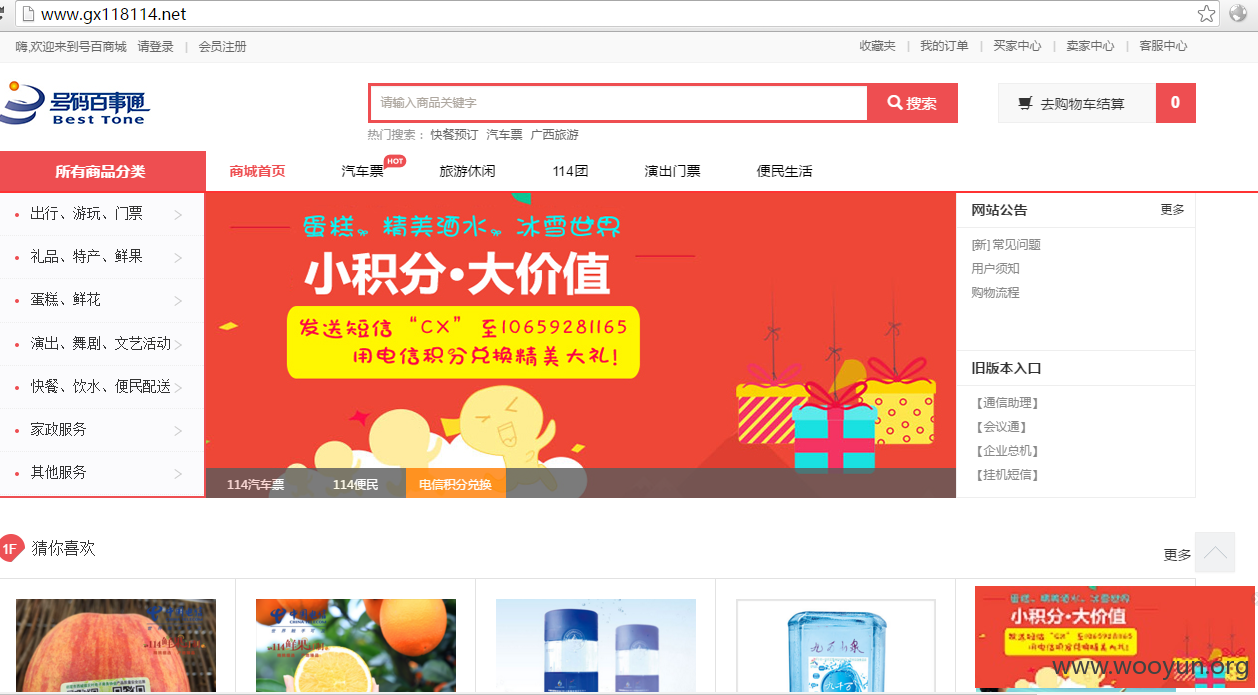 www.gx118114.net
嗨,欢迎来到号百商城 请登录 | 会员注册
收藏夹 | 我的订单 | 买家中心 | 卖家中心 | 客服中心
号码百事通
Best Tone
请输入商品关键字
搜索
去购物车结算 0
热门搜索： 快餐预订 汽车票 广西旅游
所有商品分类
商城首页 汽车票 HOT 旅游休闲 114团 演出门票 便民生活
出行、游玩、门票
礼品、特产、鲜果
蛋糕、鲜花
演出、舞剧、文艺活动
快餐、饮水、便民配送
家政服务
其他服务
蛋糕。精美酒水。冰雪世界
小积分·大价值
发送短信“CX”至10659281165
用电信积分兑换精美大礼!
114汽车票 114便民 电信积分兑换
网站公告 更多
[新] 常见问题
用户须知
购物流程
旧版本入口
【通信助理】
【会议通】
【企业总机】
【挂机短信】
1F 猜你喜欢
更多
中国电信
CHINA TELECOM
114鲜果
蛋糕。精美酒水。冰雪世界
小积分·大价值
发送短信“CX”至10659281165
用电信积分兑换精美大礼!
www.wooyun.org